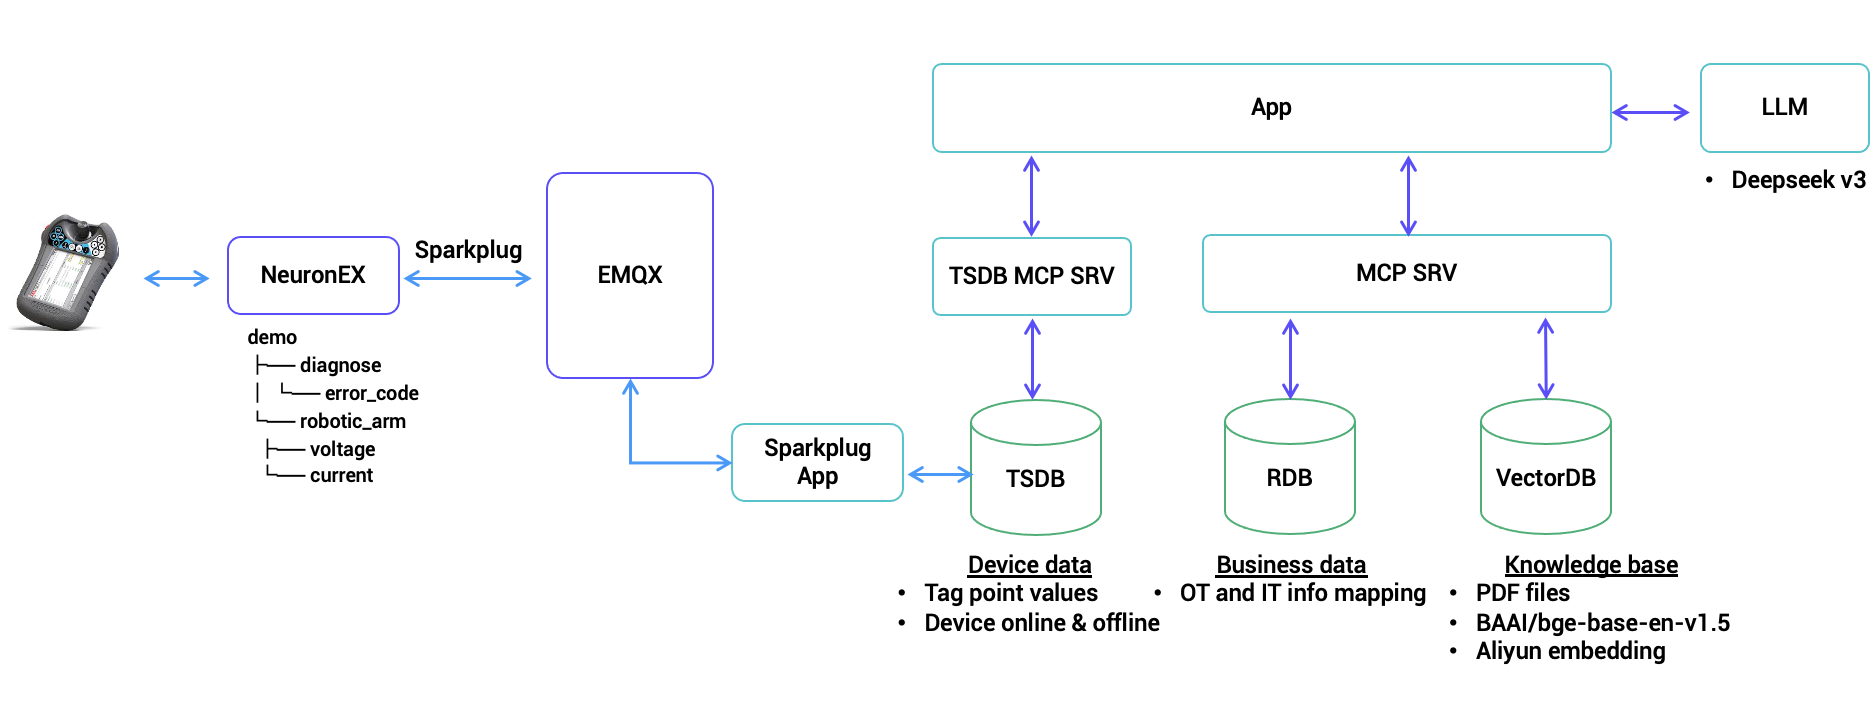 App
LLM
• Deepseek v3
Sparkplug
NeuronEX
EMQX
TSDB MCP SRV
MCP SRV
demo
├── diagnose
│ └── error_code
└── robotic_arm
├── voltage
└── current
Sparkplug
App
TSDB
RDB
VectorDB
Device data
• Tag point values
• Device online & offline
Business data
• OT and IT info mapping
Knowledge base
• PDF files
• BAAI/bge-base-en-v1.5
• Aliyun embedding